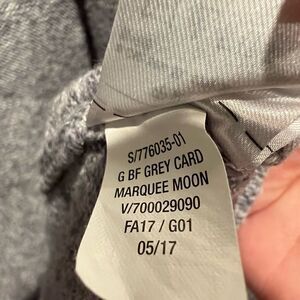 S/776035-01
G BF GREY CARD
MARQUEE MOON
V/700029090
FA17 / G01
05/17